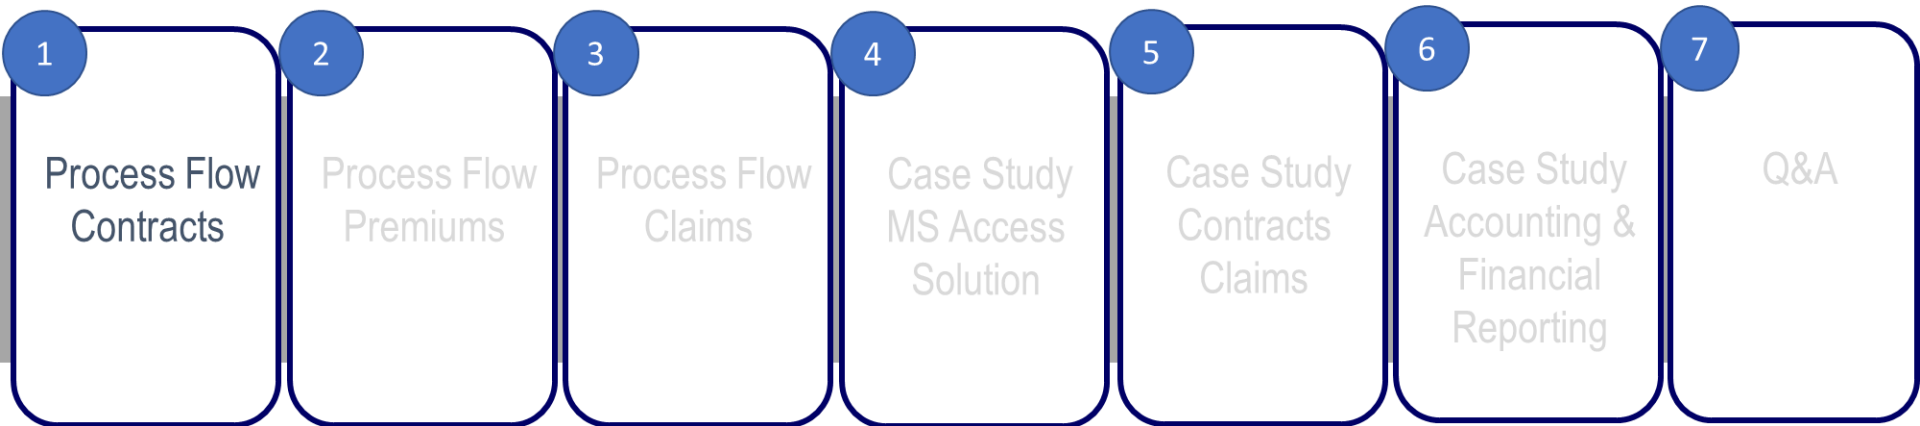 1
Process Flow
Contracts
2
Process Flow
Premiums
3
Process Flow
Claims
4
Case Study
MS Access
Solution
5
Case Study
Contracts
Claims
6
Case Study
Accounting &
Financial
Reporting
7
Q&A